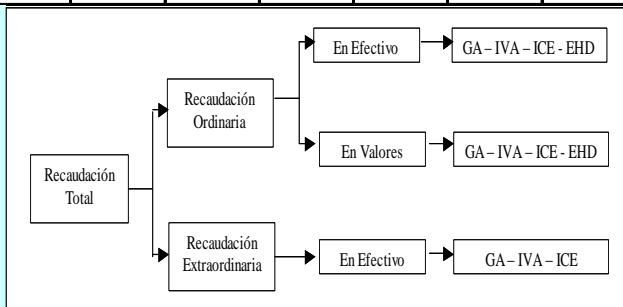 En Efectivo
GA – IVA – ICE - EHD
Recaudación
Ordinaria
En Valores
GA – IVA – ICE - EHD
Recaudación
Total
Recaudación
Extraordinaria
En Efectivo
GA – IVA – ICE